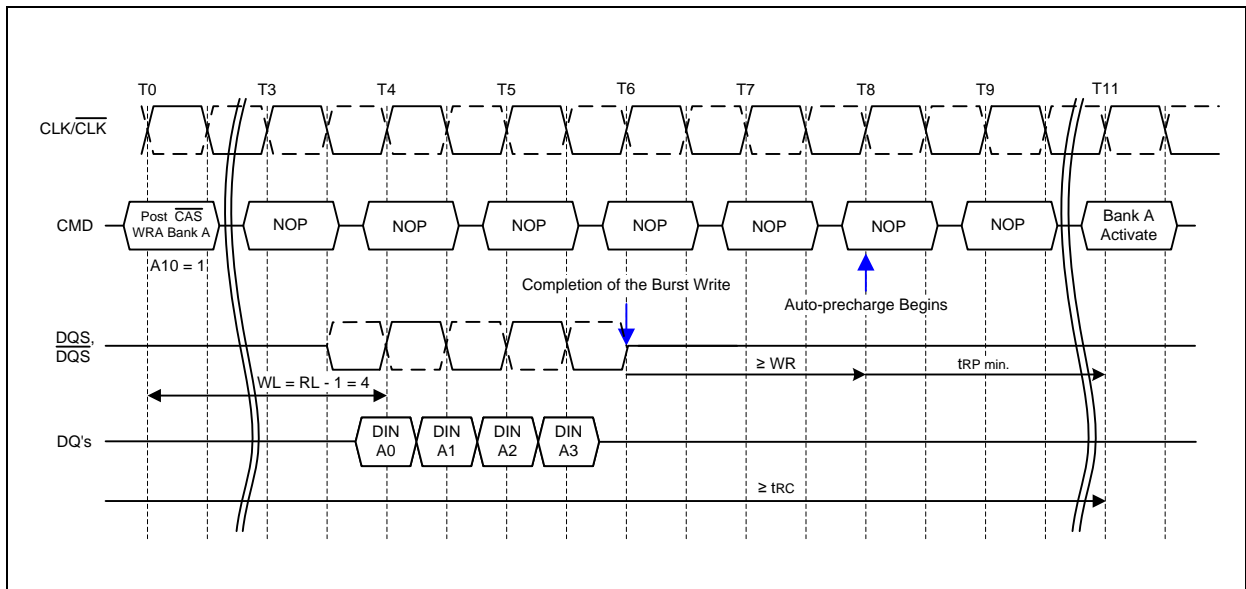 T0 T3 T4 T5 T6 T7 T8 T9 T11
CLK/CLK
CMD
Post CAS
WRA Bank A
NOP NOP NOP NOP NOP NOP NOP
Bank A
Activate
A10 = 1
Completion of the Burst Write
Auto-precharge Begins
DQS,
DQS
≥ WR
tRP min.
WL = RL - 1 = 4
DQ's
DIN
A0
DIN
A1
DIN
A2
DIN
A3
≥ tRC